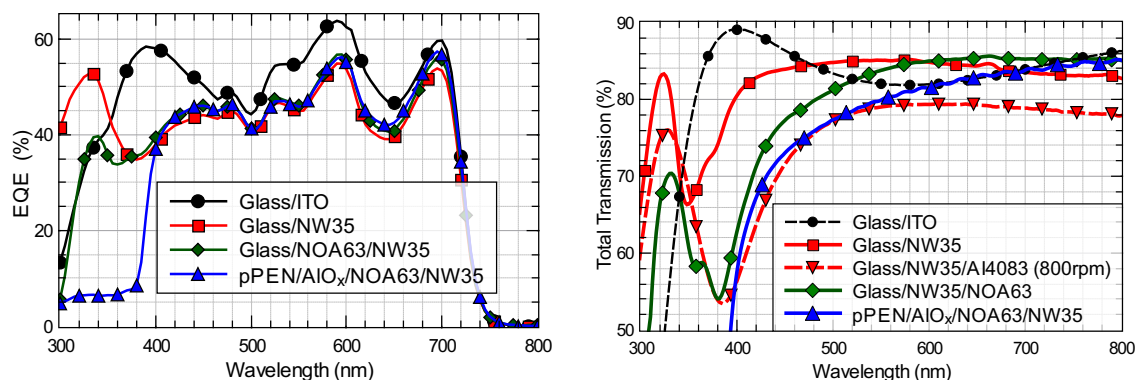 60
40
20
0
EQE (%)
300 400 500 600 700 800
Wavelength (nm)
Glass/ITO
Glass/NW35
Glass/NOA63/NW35
pPEN/AlOx/NOA63/NW35
90
80
70
60
50
Total Transmission (%)
300 400 500 600 700 800
Wavelength (nm)
Glass/ITO
Glass/NW35
Glass/NW35/AI4083 (800rpm)
Glass/NW35/NOA63
pPEN/AlOx/NOA63/NW35